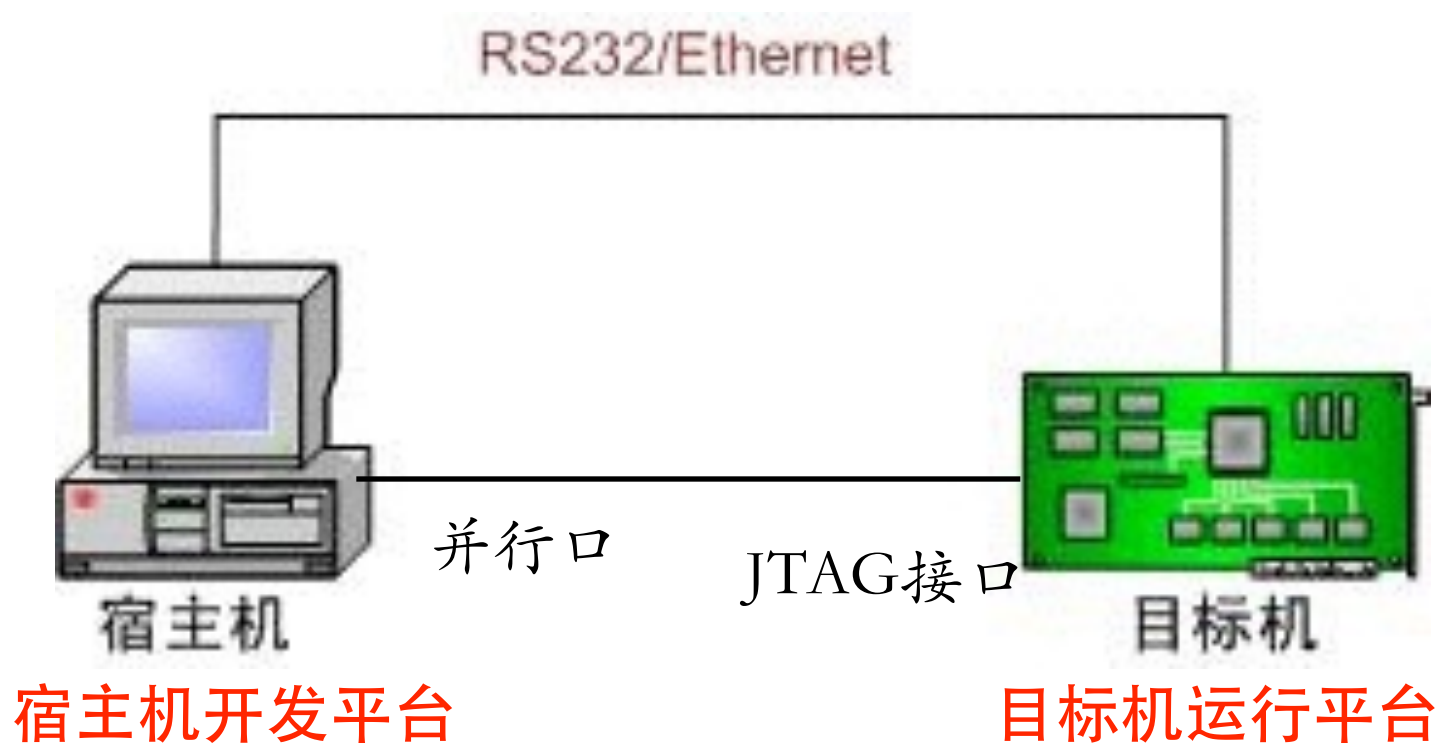 RS232/Ethernet
并行口
JTAG接口
宿主机
目标机
宿主机开发平台
目标机运行平台